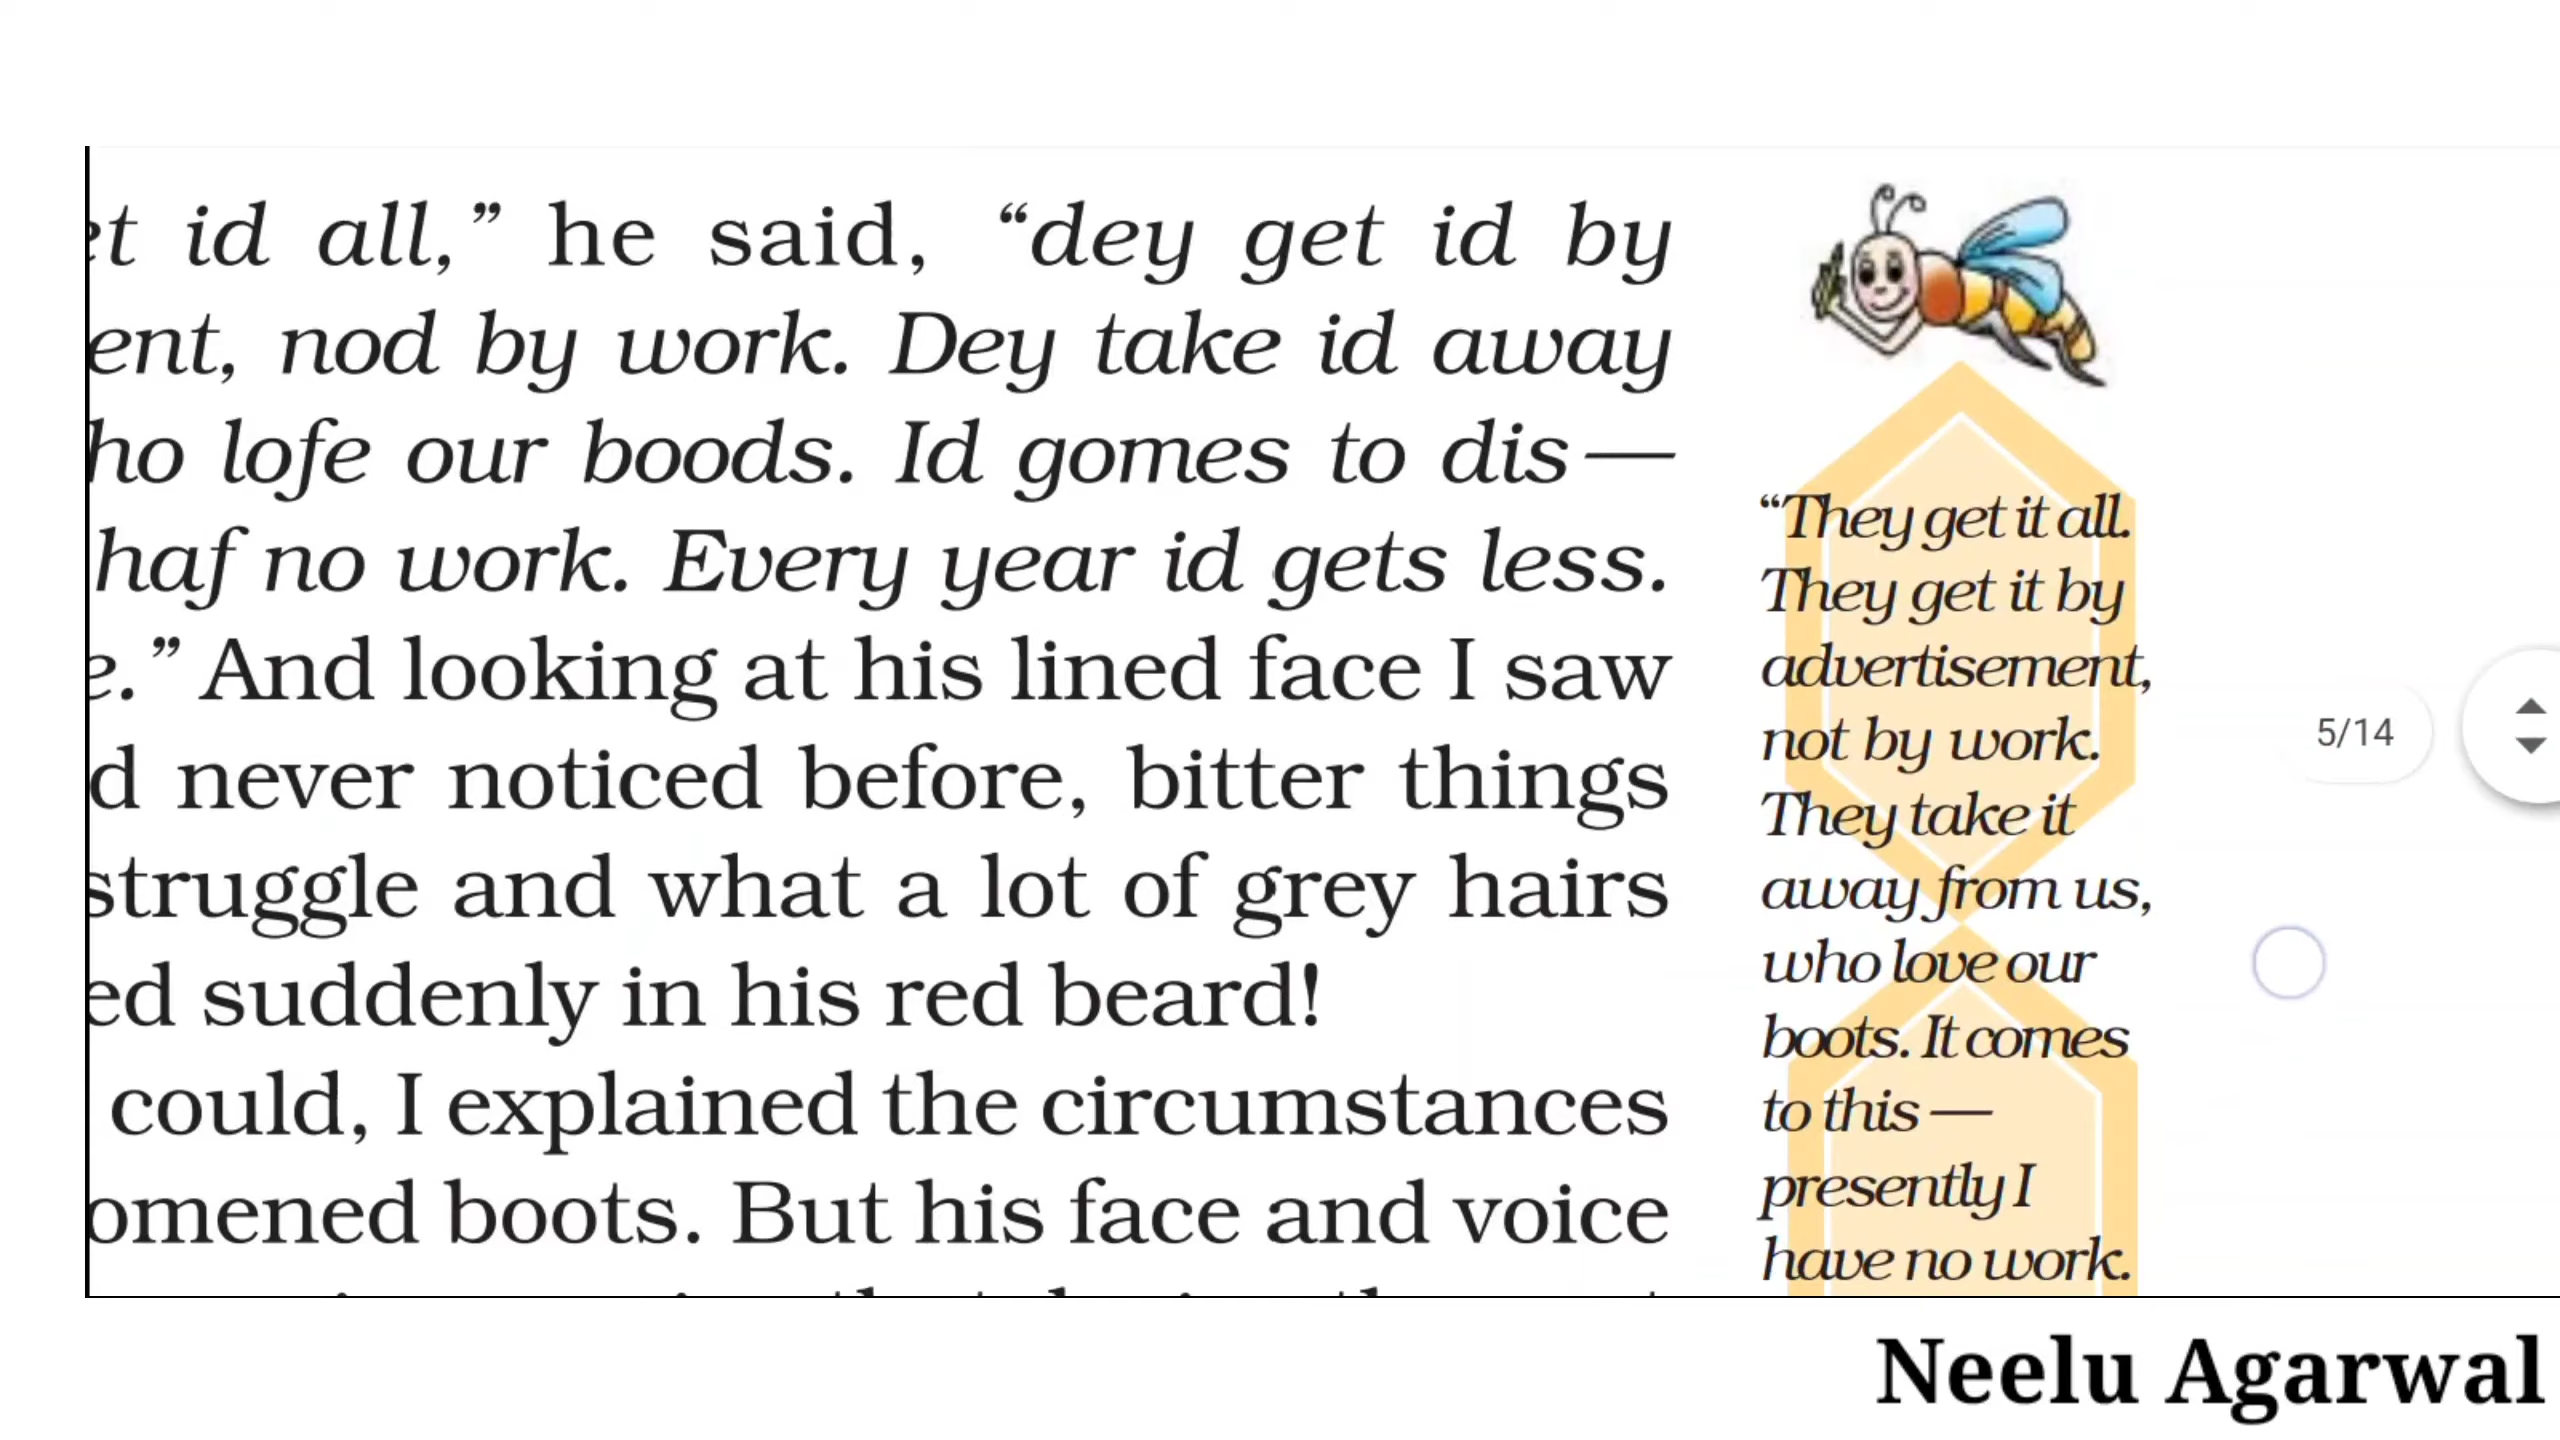 et id all,” he said, “dey get id by
ent, nod by work. Dey take id away
ho lofe our boods. Id gomes to dis—
haf no work. Every year id gets less.
e.” And looking at his lined face I saw
d never noticed before, bitter things
struggle and what a lot of grey hairs
ed suddenly in his red beard!
could, I explained the circumstances
omened boots. But his face and voice
“They get it all.
They get it by
advertisement,
not by work.
They take it
away from us,
who love our
boots. It comes
to this—
presently I
have no work.
5/14
Neelu Agarwal